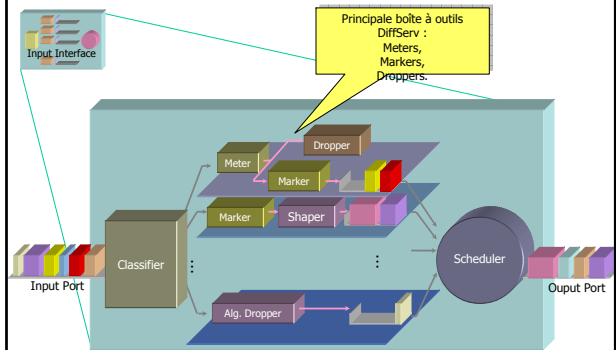 Principale boîte à outils
DiffServ :
Meters,
Markers,
Droppers.
Input Interface
Dropper
Meter
Marker
Marker
Shaper
Classifier
Scheduler
Input Port
Ouput Port
Alg. Dropper